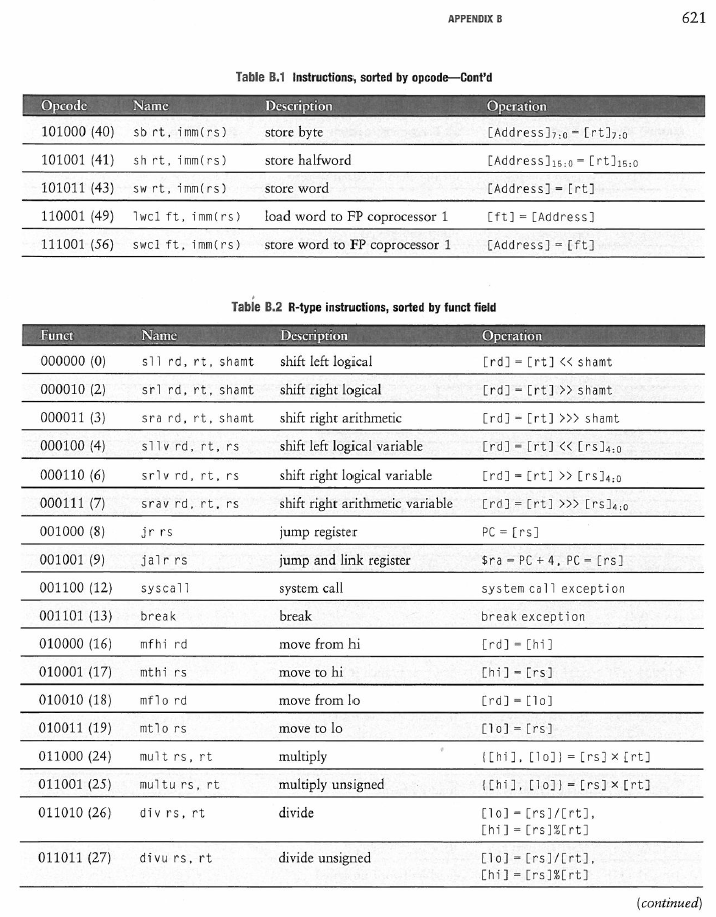 APPENDIX B 621
Table B.1 Instructions, sorted by opcode—Cont'd
Opcode Name Description Operation
101000 (40) sb rt, imm(rs) store byte [Address]7:0 = [rt]7:0
101001 (41) sh rt, imm(rs) store halfword [Address]15:0 = [rt]15:0
101011 (43) sw rt, imm(rs) store word [Address] = [rt]
110001 (49) lwc1 ft, imm(rs) load word to FP coprocessor 1 [ft] = [Address]
111001 (56) swc1 ft, imm(rs) store word to FP coprocessor 1 [Address] = [ft]
Table B.2 R-type instructions, sorted by funct field
Funct Name Description Operation
000000 (0) sll rd, rt, shamt shift left logical [rd] = [rt] << shamt
000010 (2) srl rd, rt, shamt shift right logical [rd] = [rt] >> shamt
000011 (3) sra rd, rt, shamt shift right arithmetic [rd] = [rt] >>> shamt
000100 (4) sllv rd, rt, rs shift left logical variable [rd] = [rt] << [rs]4:0
000110 (6) srlv rd, rt, rs shift right logical variable [rd] = [rt] >> [rs]4:0
000111 (7) srav rd, rt, rs shift right arithmetic variable [rd] = [rt] >>> [rs]4:0
001000 (8) jr rs jump register PC = [rs]
001001 (9) jalr rs jump and link register $ra = PC + 4, PC = [rs]
001100 (12) syscall system call system call exception
001101 (13) break break break exception
010000 (16) mfhi rd move from hi [rd] = [hi]
010001 (17) mthi rs move to hi [hi] = [rs]
010010 (18) mflo rd move from lo [rd] = [lo]
010011 (19) mtlo rs move to lo [lo] = [rs]
011000 (24) mult rs, rt multiply {[hi], [lo]} = [rs] × [rt]
011001 (25) multu rs, rt multiply unsigned {[hi], [lo]} = [rs] × [rt]
011010 (26) div rs, rt divide [lo] = [rs]/[rt],
[hi] = [rs]%[rt]
011011 (27) divu rs, rt divide unsigned [lo] = [rs]/[rt],
[hi] = [rs]%[rt]
(continued)